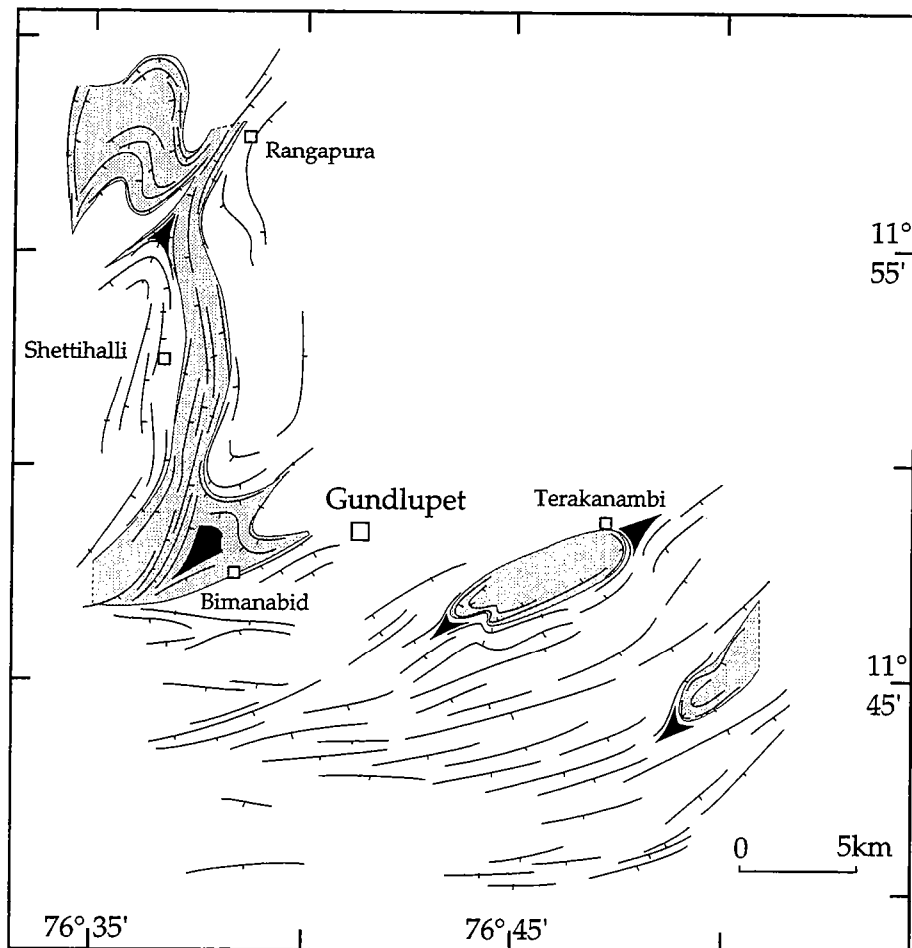 Rangapura
11°
55'
Shettihalli
Gundlupet
Terakanambi
Bimanabid
11°
45'
0 5km
76° 35' 76° 45'